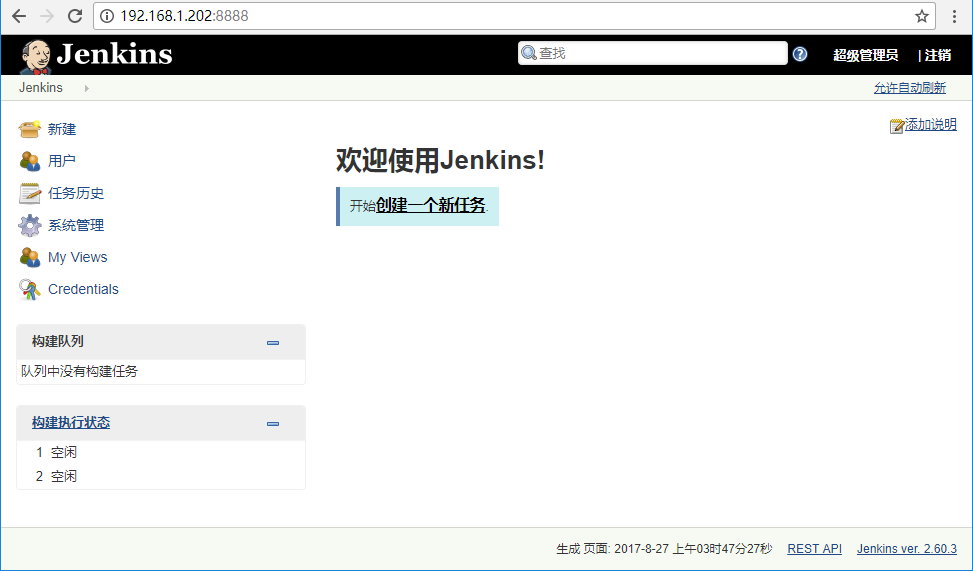 192.168.1.202:8888
Jenkins
查找
超级管理员 | 注销
Jenkins
允许自动刷新
添加说明
新建
用户
任务历史
系统管理
My Views
Credentials
欢迎使用Jenkins!
开始创建一个新任务.
构建队列
队列中没有构建任务
构建执行状态
1 空闲
2 空闲
生成 页面: 2017-8-27 上午03时47分27秒 REST API Jenkins ver. 2.60.3